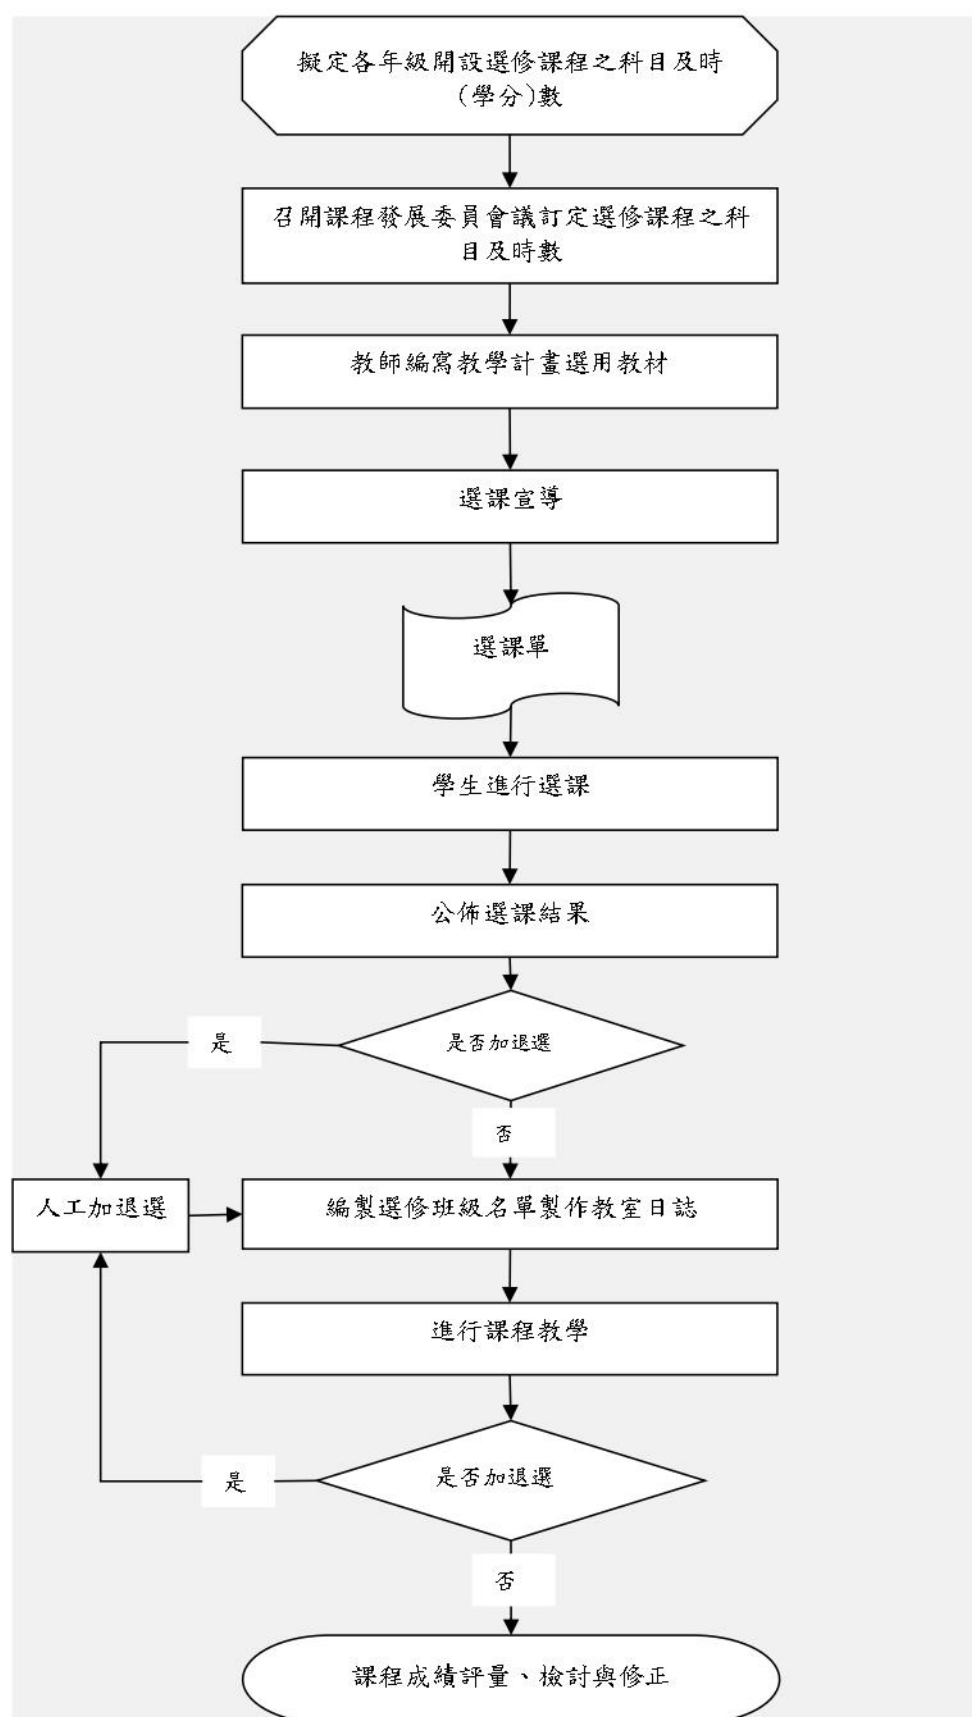 擬定各年級開設選修課程之科目及時
(學分)數
召開課程發展委員會議訂定選修課程之科
目及時數
教師編寫教學計畫選用教材
選課宣導
選課單
學生進行選課
公佈選課結果
是否加退選
是
否
人工加退選
編製選修班級名單製作教室日誌
進行課程教學
是否加退選
是
否
課程成績評量、檢討與修正